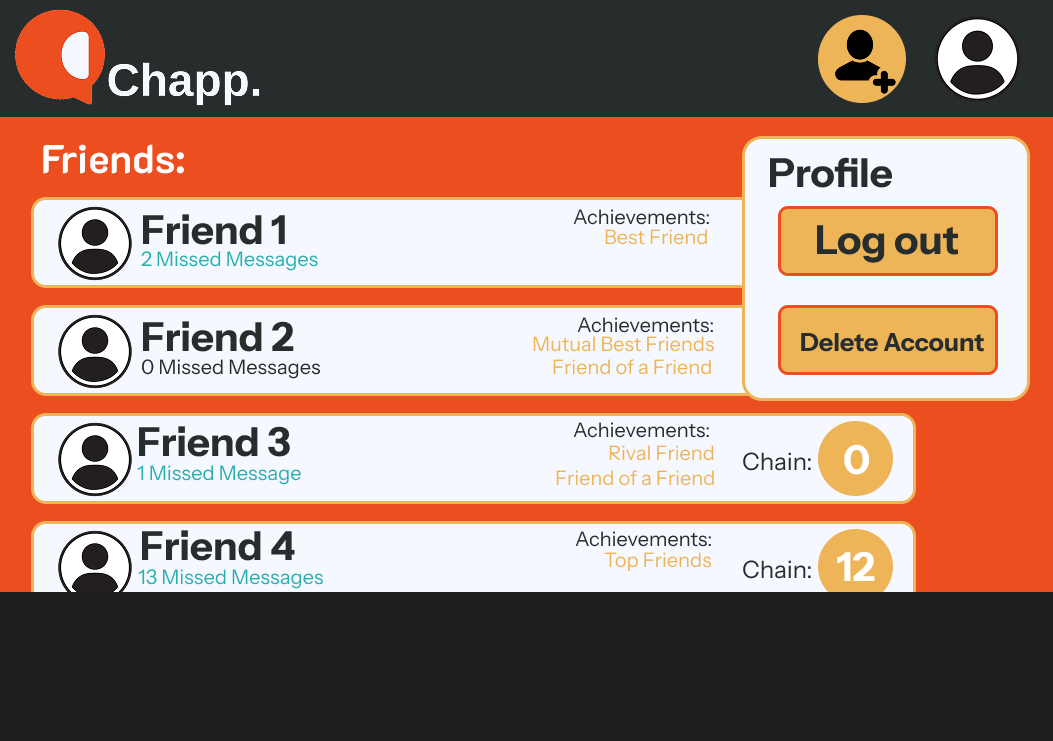 Chapp.
Friends:
Profile
Log out
Delete Account
Friend 1
2 Missed Messages
Achievements:
Best Friend
Friend 2
0 Missed Messages
Achievements:
Mutual Best Friends
Friend of a Friend
Friend 3
1 Missed Message
Achievements:
Rival Friend
Friend of a Friend
Chain: 0
Friend 4
13 Missed Messages
Achievements:
Top Friends
Chain: 12